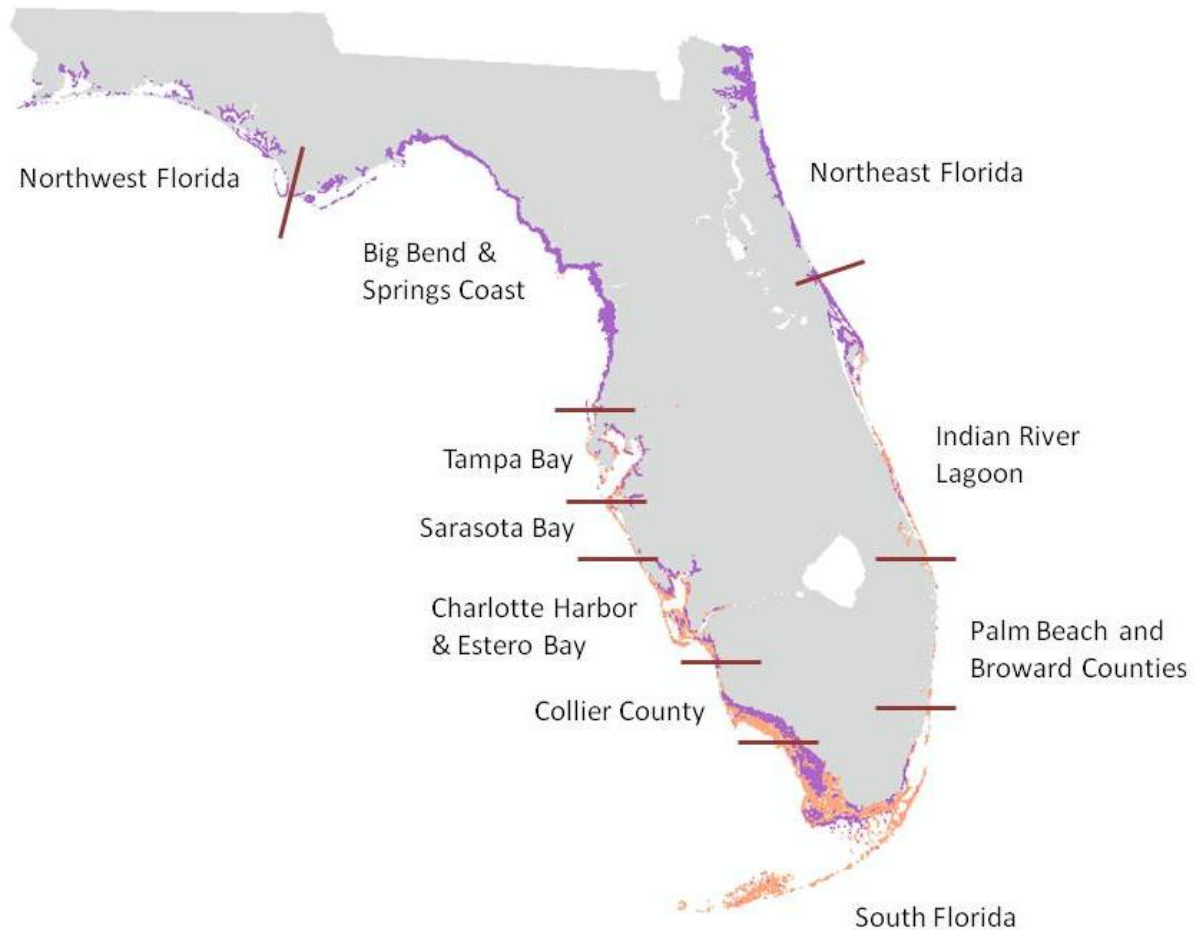 Northwest Florida
Northeast Florida
Big Bend &
Springs Coast
Tampa Bay
Indian River
Lagoon
Sarasota Bay
Charlotte Harbor
& Estero Bay
Palm Beach and
Broward Counties
Collier County
South Florida